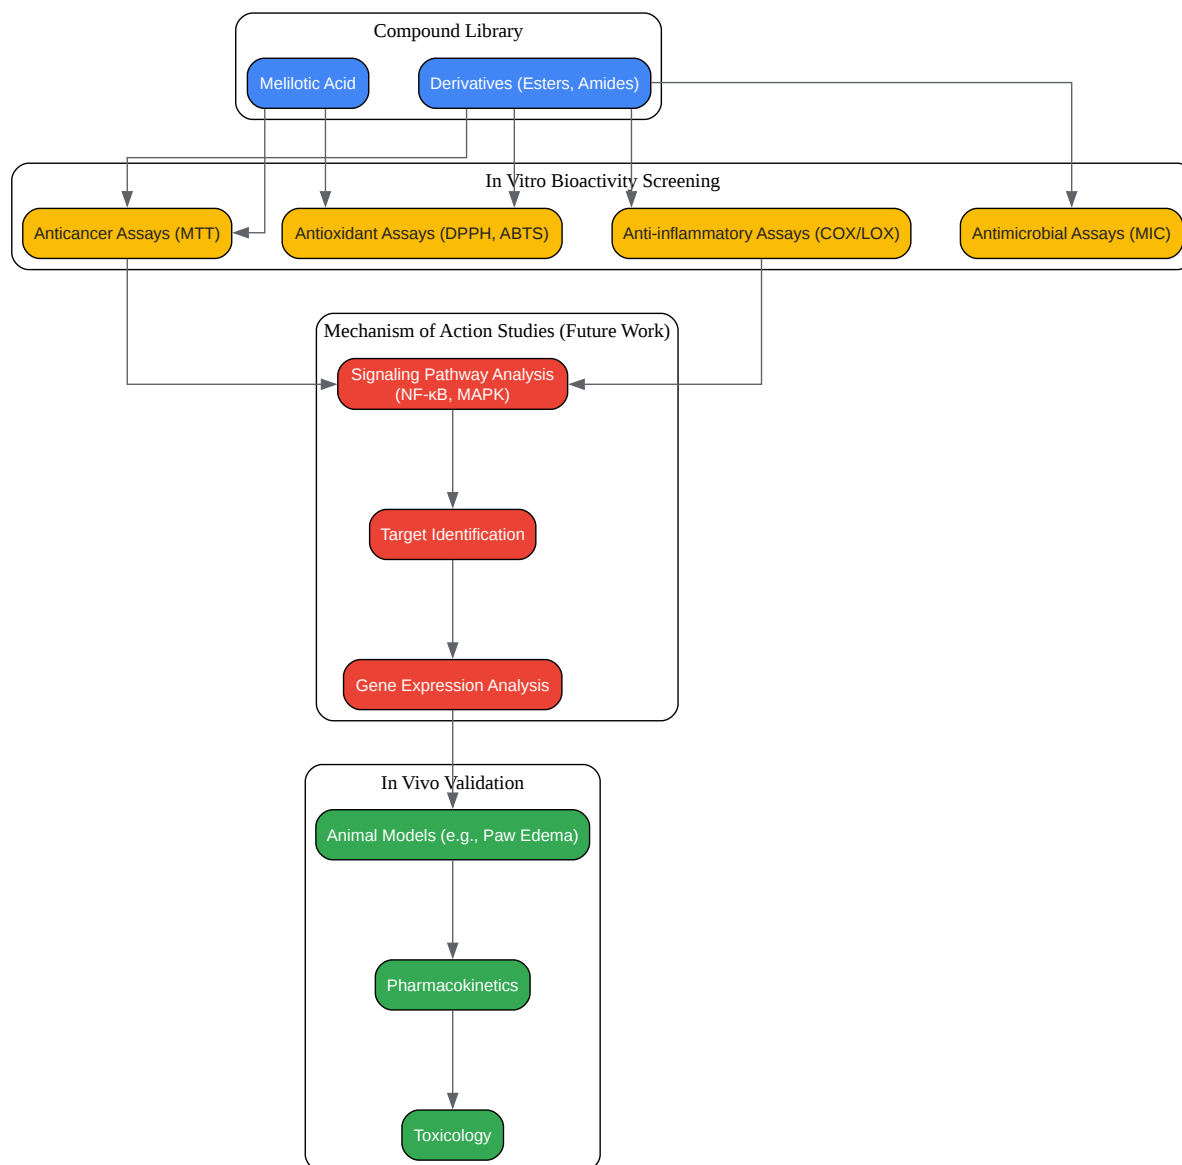 Compound Library
Melilotic Acid
Derivatives (Esters, Amides)
In Vitro Bioactivity Screening
Anticancer Assays (MTT)
Antioxidant Assays (DPPH, ABTS)
Anti-inflammatory Assays (COX/LOX)
Antimicrobial Assays (MIC)
Mechanism of Action Studies (Future Work)
Signaling Pathway Analysis
(NF-κB, MAPK)
Target Identification
Gene Expression Analysis
In Vivo Validation
Animal Models (e.g., Paw Edema)
Pharmacokinetics
Toxicology